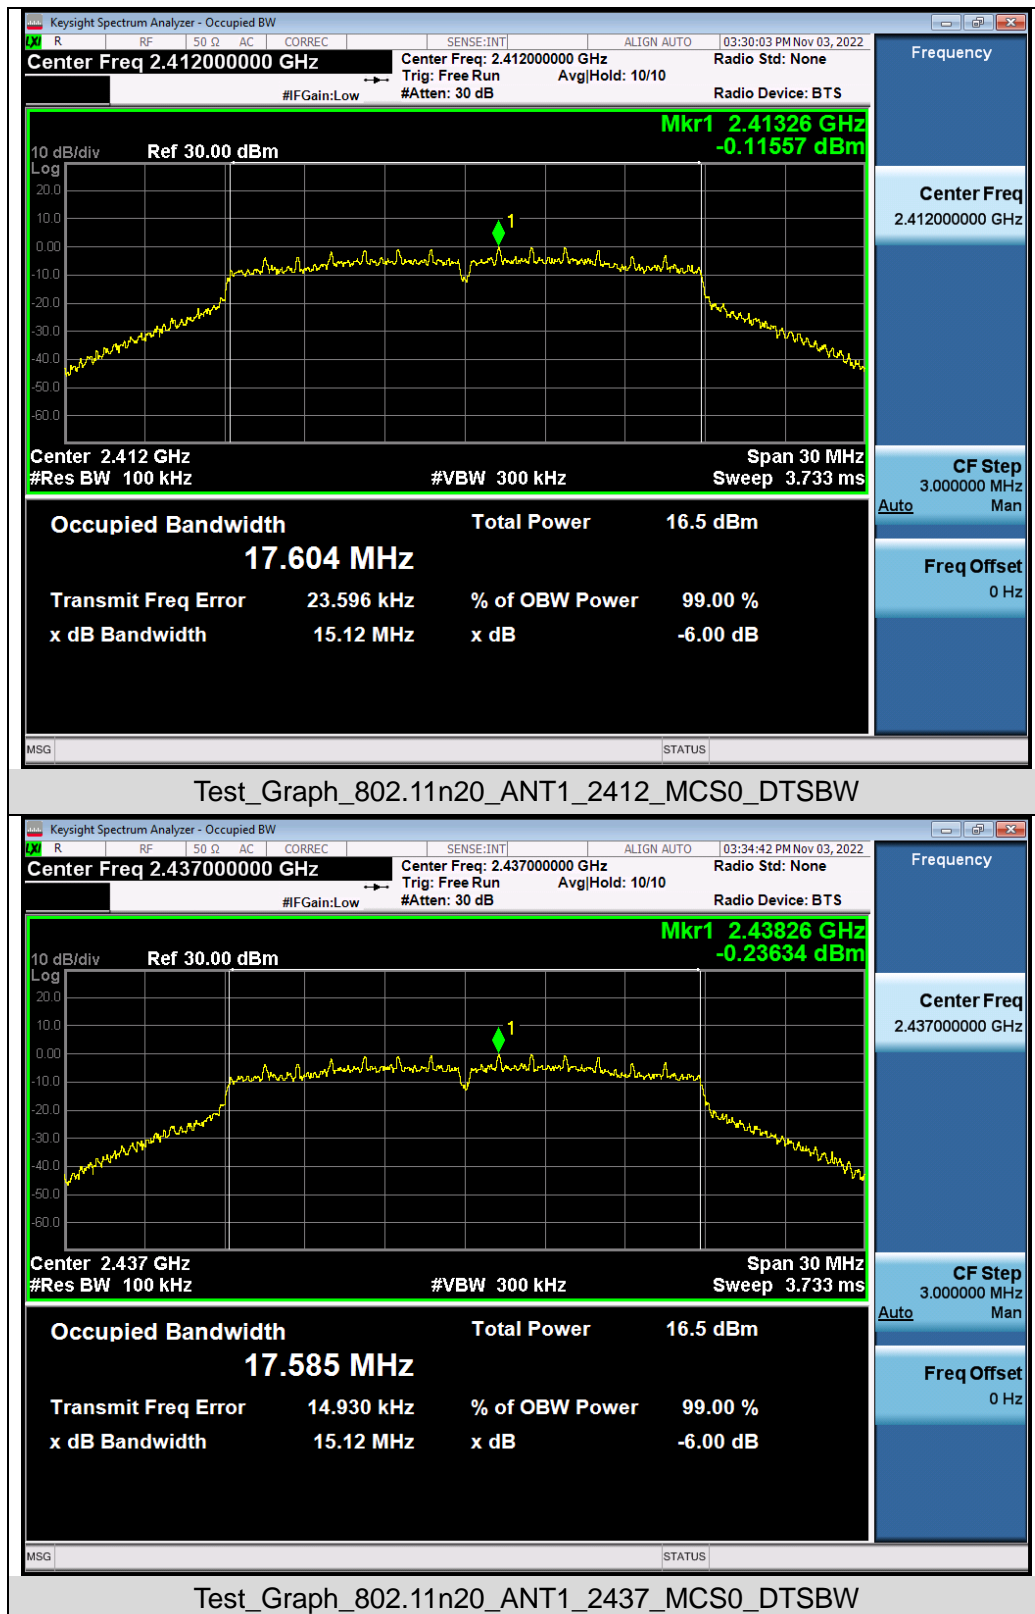 Keysight Spectrum Analyzer - Occupied BW
LXI R RF 50 Ω AC CORREC SENSE:INT ALIGN AUTO 03:30:03 PM Nov 03, 2022
Center Freq 2.412000000 GHz
Center Freq: 2.412000000 GHz
Radio Std: None
Trig: Free Run Avg|Hold: 10/10
#IFGain:Low
#Atten: 30 dB
Radio Device: BTS
Frequency
Mkr1 2.41326 GHz
-0.11557 dBm
10 dB/div Ref 30.00 dBm
Log
20.0
10.0
0.00
-10.0
-20.0
-30.0
-40.0
-50.0
-60.0
1
Center Freq
2.412000000 GHz
Center 2.412 GHz Span 30 MHz
#Res BW 100 kHz #VBW 300 kHz Sweep 3.733 ms
CF Step
3.000000 MHz
Auto Man
Occupied Bandwidth Total Power 16.5 dBm
17.604 MHz
Transmit Freq Error 23.596 kHz % of OBW Power 99.00 %
x dB Bandwidth 15.12 MHz x dB -6.00 dB
Freq Offset
0 Hz
MSG STATUS
Test_Graph_802.11n20_ANT1_2412_MCS0_DTSBW
Keysight Spectrum Analyzer - Occupied BW
LXI R RF 50 Ω AC CORREC SENSE:INT ALIGN AUTO 03:34:42 PM Nov 03, 2022
Center Freq 2.437000000 GHz
Center Freq: 2.437000000 GHz
Radio Std: None
Trig: Free Run Avg|Hold: 10/10
#IFGain:Low
#Atten: 30 dB
Radio Device: BTS
Frequency
Mkr1 2.43826 GHz
-0.23634 dBm
10 dB/div Ref 30.00 dBm
Log
20.0
10.0
0.00
-10.0
-20.0
-30.0
-40.0
-50.0
-60.0
1
Center Freq
2.437000000 GHz
Center 2.437 GHz Span 30 MHz
#Res BW 100 kHz #VBW 300 kHz Sweep 3.733 ms
CF Step
3.000000 MHz
Auto Man
Occupied Bandwidth Total Power 16.5 dBm
17.585 MHz
Transmit Freq Error 14.930 kHz % of OBW Power 99.00 %
x dB Bandwidth 15.12 MHz x dB -6.00 dB
Freq Offset
0 Hz
MSG STATUS
Test_Graph_802.11n20_ANT1_2437_MCS0_DTSBW